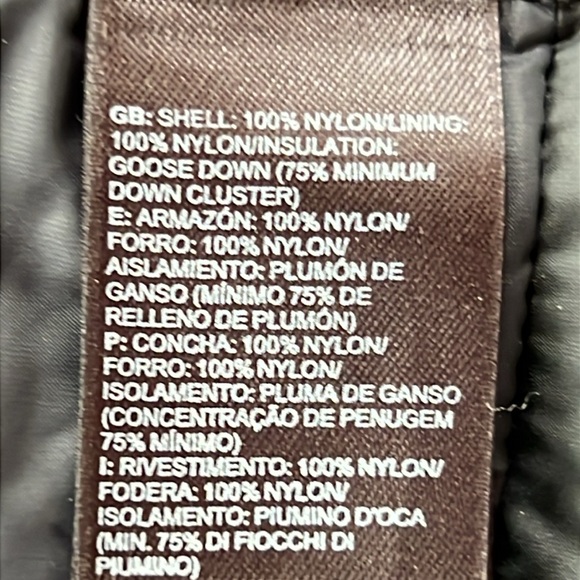 GB: SHELL: 100% NYLON/LINING:
100% NYLON/INSULATION:
GOOSE DOWN (75% MINIMUM
DOWN CLUSTER)
E: ARMAZÓN: 100% NYLON/
FORRO: 100% NYLON/
AISLAMIENTO: PLUMÓN DE
GANSO (MÍNIMO 75% DE
RELLENO DE PLUMÓN)
P: CONCHA: 100% NYLON/
FORRO: 100% NYLON/
ISOLAMENTO: PLUMA DE GANSO
(CONCENTRAÇÃO DE PENUGEM
75% MÍNIMO)
I: RIVESTIMENTO: 100% NYLON/
FODERA: 100% NYLON/
ISOLAMENTO: PIUMINO D'OCA
(MIN. 75% DI FIOCCHI DI
PIUMINO)